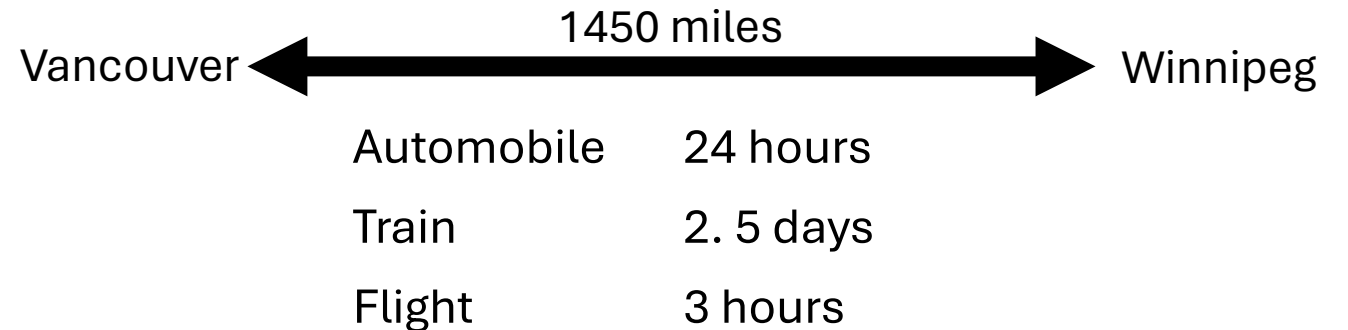 1450 miles
Vancouver Winnipeg
Automobile 24 hours
Train 2. 5 days
Flight 3 hours